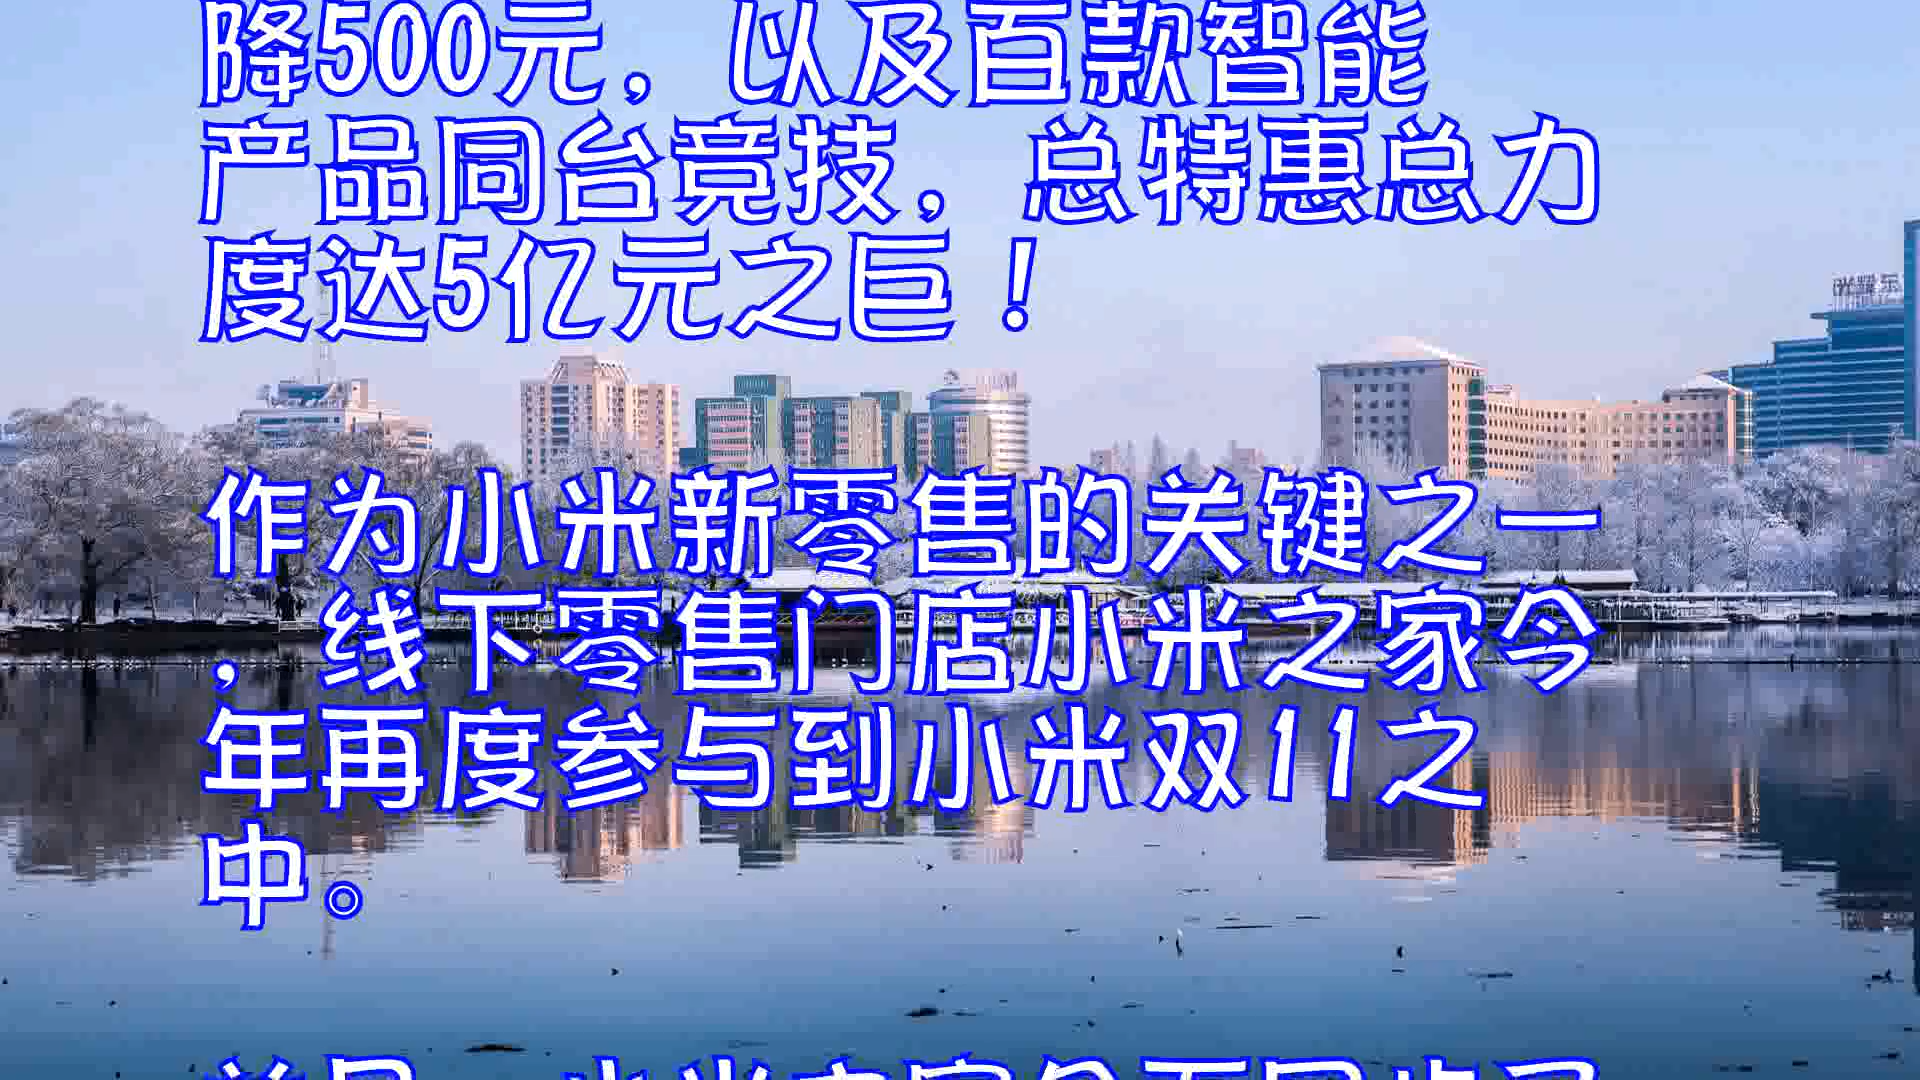 降500元，以及百款智能
产品同台竞技，总特惠总力
度达5亿元之巨！
作为小米新零售的关键之一
，线下零售门店小米之家今
年再度参与到小米双11之
中。